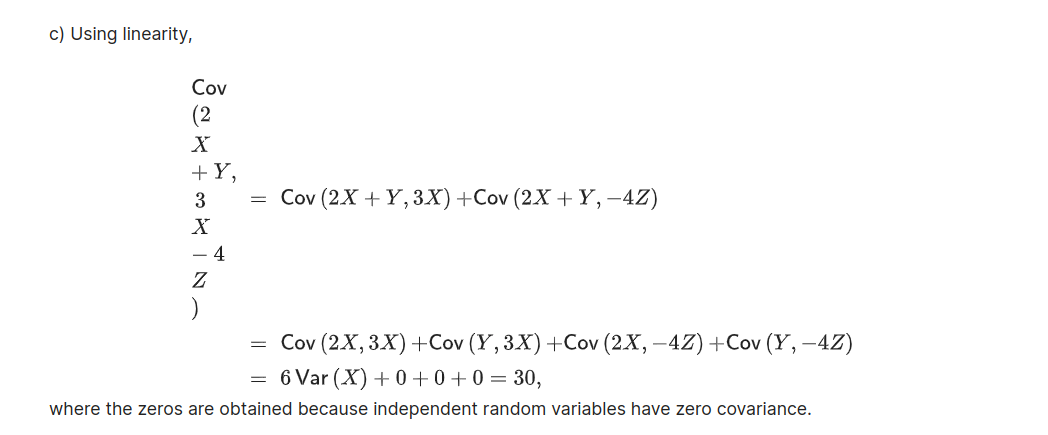 c) Using linearity,
Cov
(2
X
+ Y,
3
X
− 4
Z
)
= Cov (2X + Y, 3X) +Cov (2X + Y, −4Z)
= Cov (2X, 3X) +Cov (Y, 3X) +Cov (2X, −4Z) +Cov (Y, −4Z)
= 6 Var (X) + 0 + 0 + 0 = 30,
where the zeros are obtained because independent random variables have zero covariance.